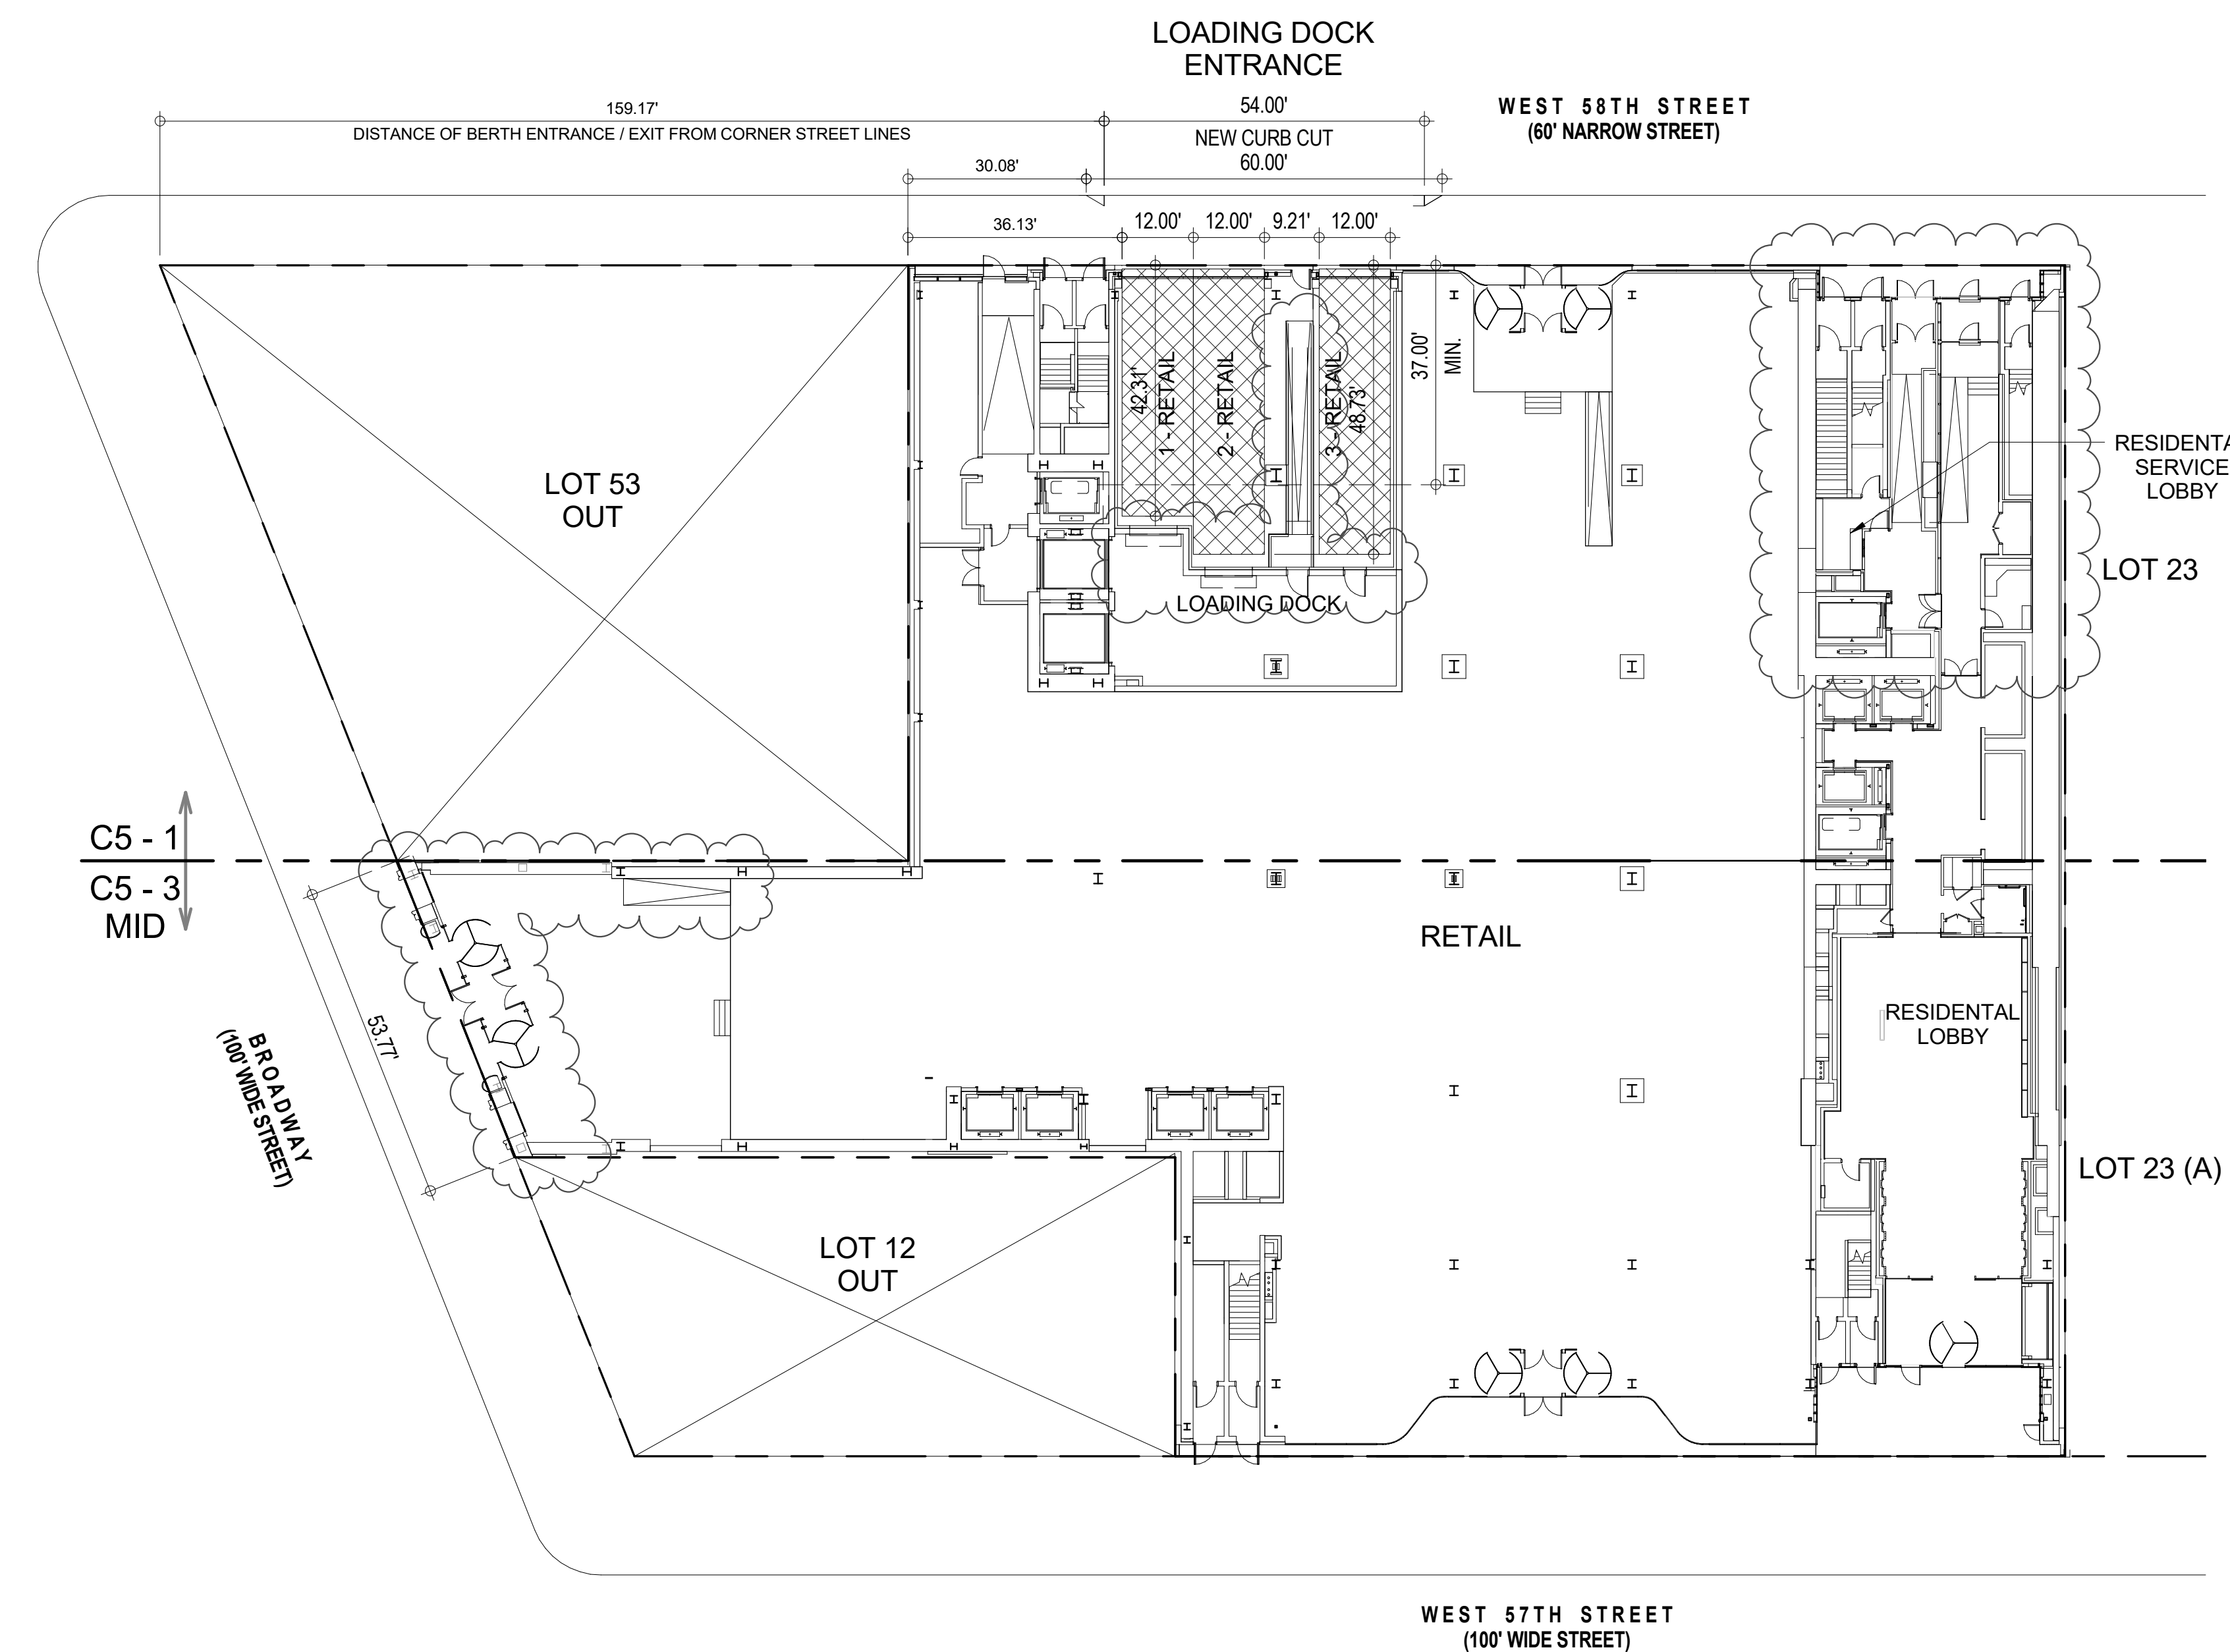 LOADING DOCK
ENTRANCE
159.17'
DISTANCE OF BERTH ENTRANCE / EXIT FROM CORNER STREET LINES
54.00'
NEW CURB CUT
60.00'
WEST 58TH STREET
(60' NARROW STREET)
30.08'
36.13'
12.00'
12.00'
9.21'
12.00'
42.31'
1 - RETAIL
2 - RETAIL
3 - RETAIL
48.73'
37.00'
MIN.
LOT 53
OUT
RESIDENTA
SERVICE
LOBBY
LOT 23
LOADING DOCK
C5 - 1
C5 - 3
MID
RETAIL
RESIDENTAL
LOBBY
53.77'
BROADWAY
(100' WIDE STREET)
LOT 23 (A)
LOT 12
OUT
WEST 57TH STREET
(100' WIDE STREET)